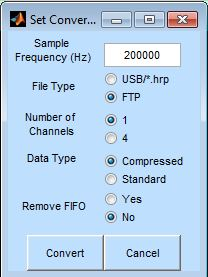 Set Conver...
Sample
Frequency (Hz)
200000
File Type
USB/*.hrp
FTP
Number of
Channels
1
4
Data Type
Compressed
Standard
Remove FIFO
Yes
No
Convert
Cancel